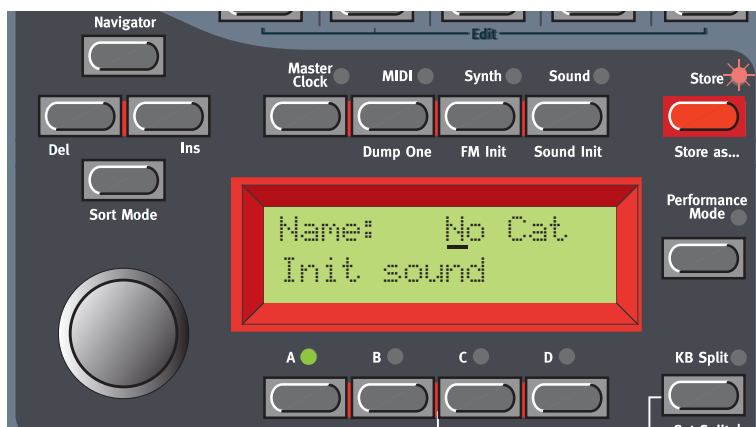 Edit
Navigator
Del
Ins
Sort Mode
Master
Clock
MIDI
Synth
Sound
Store
Dump One
FM Init
Sound Init
Store as...
Performance
Mode
Name: No Cat
Init sound
A
B
C
D
KB Split